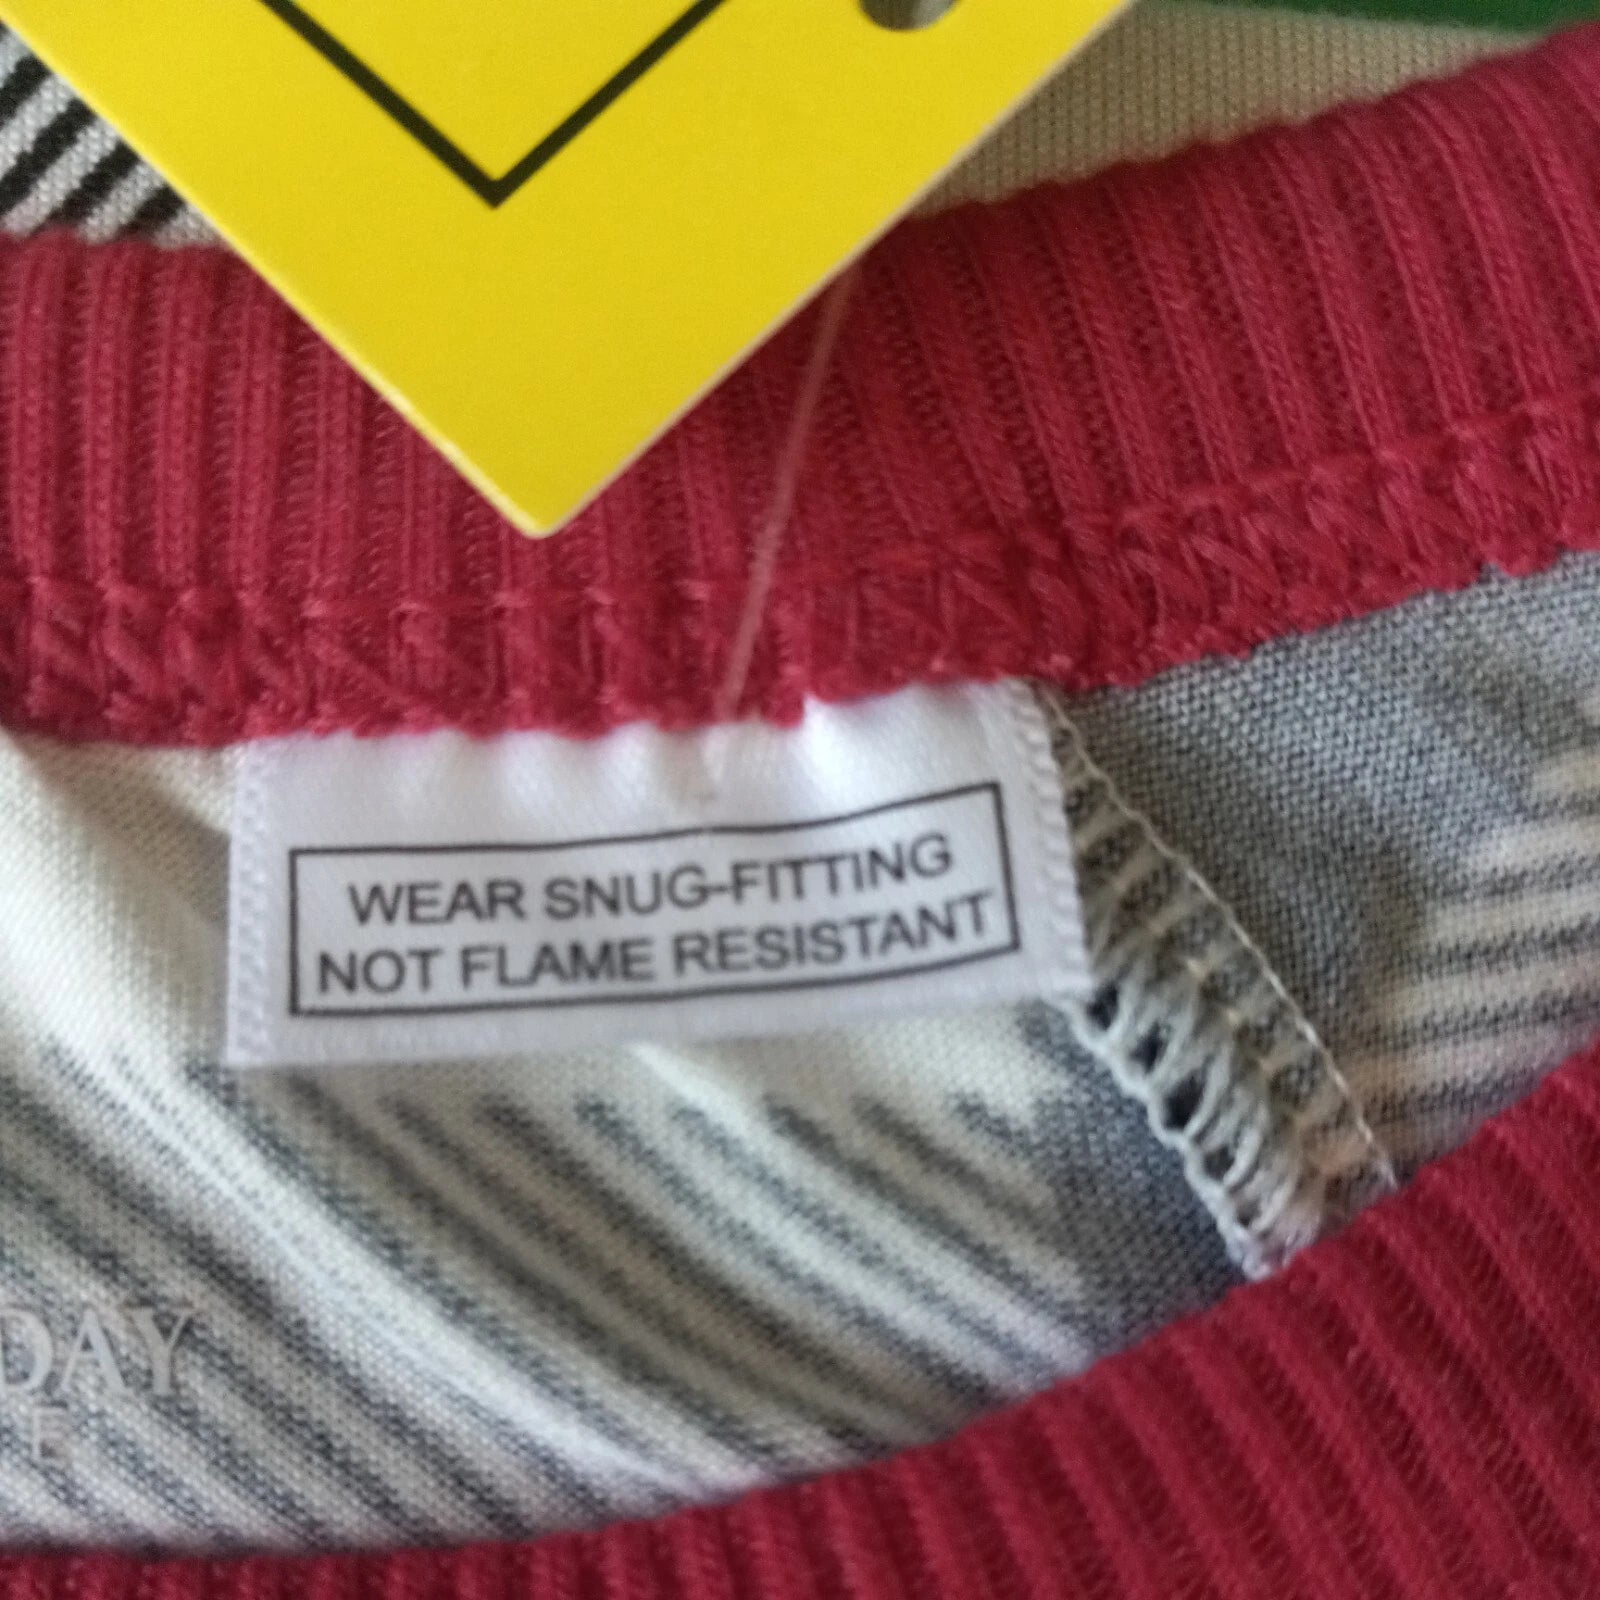 WEAR SNUG-FITTING
NOT FLAME RESISTANT
DAY
E